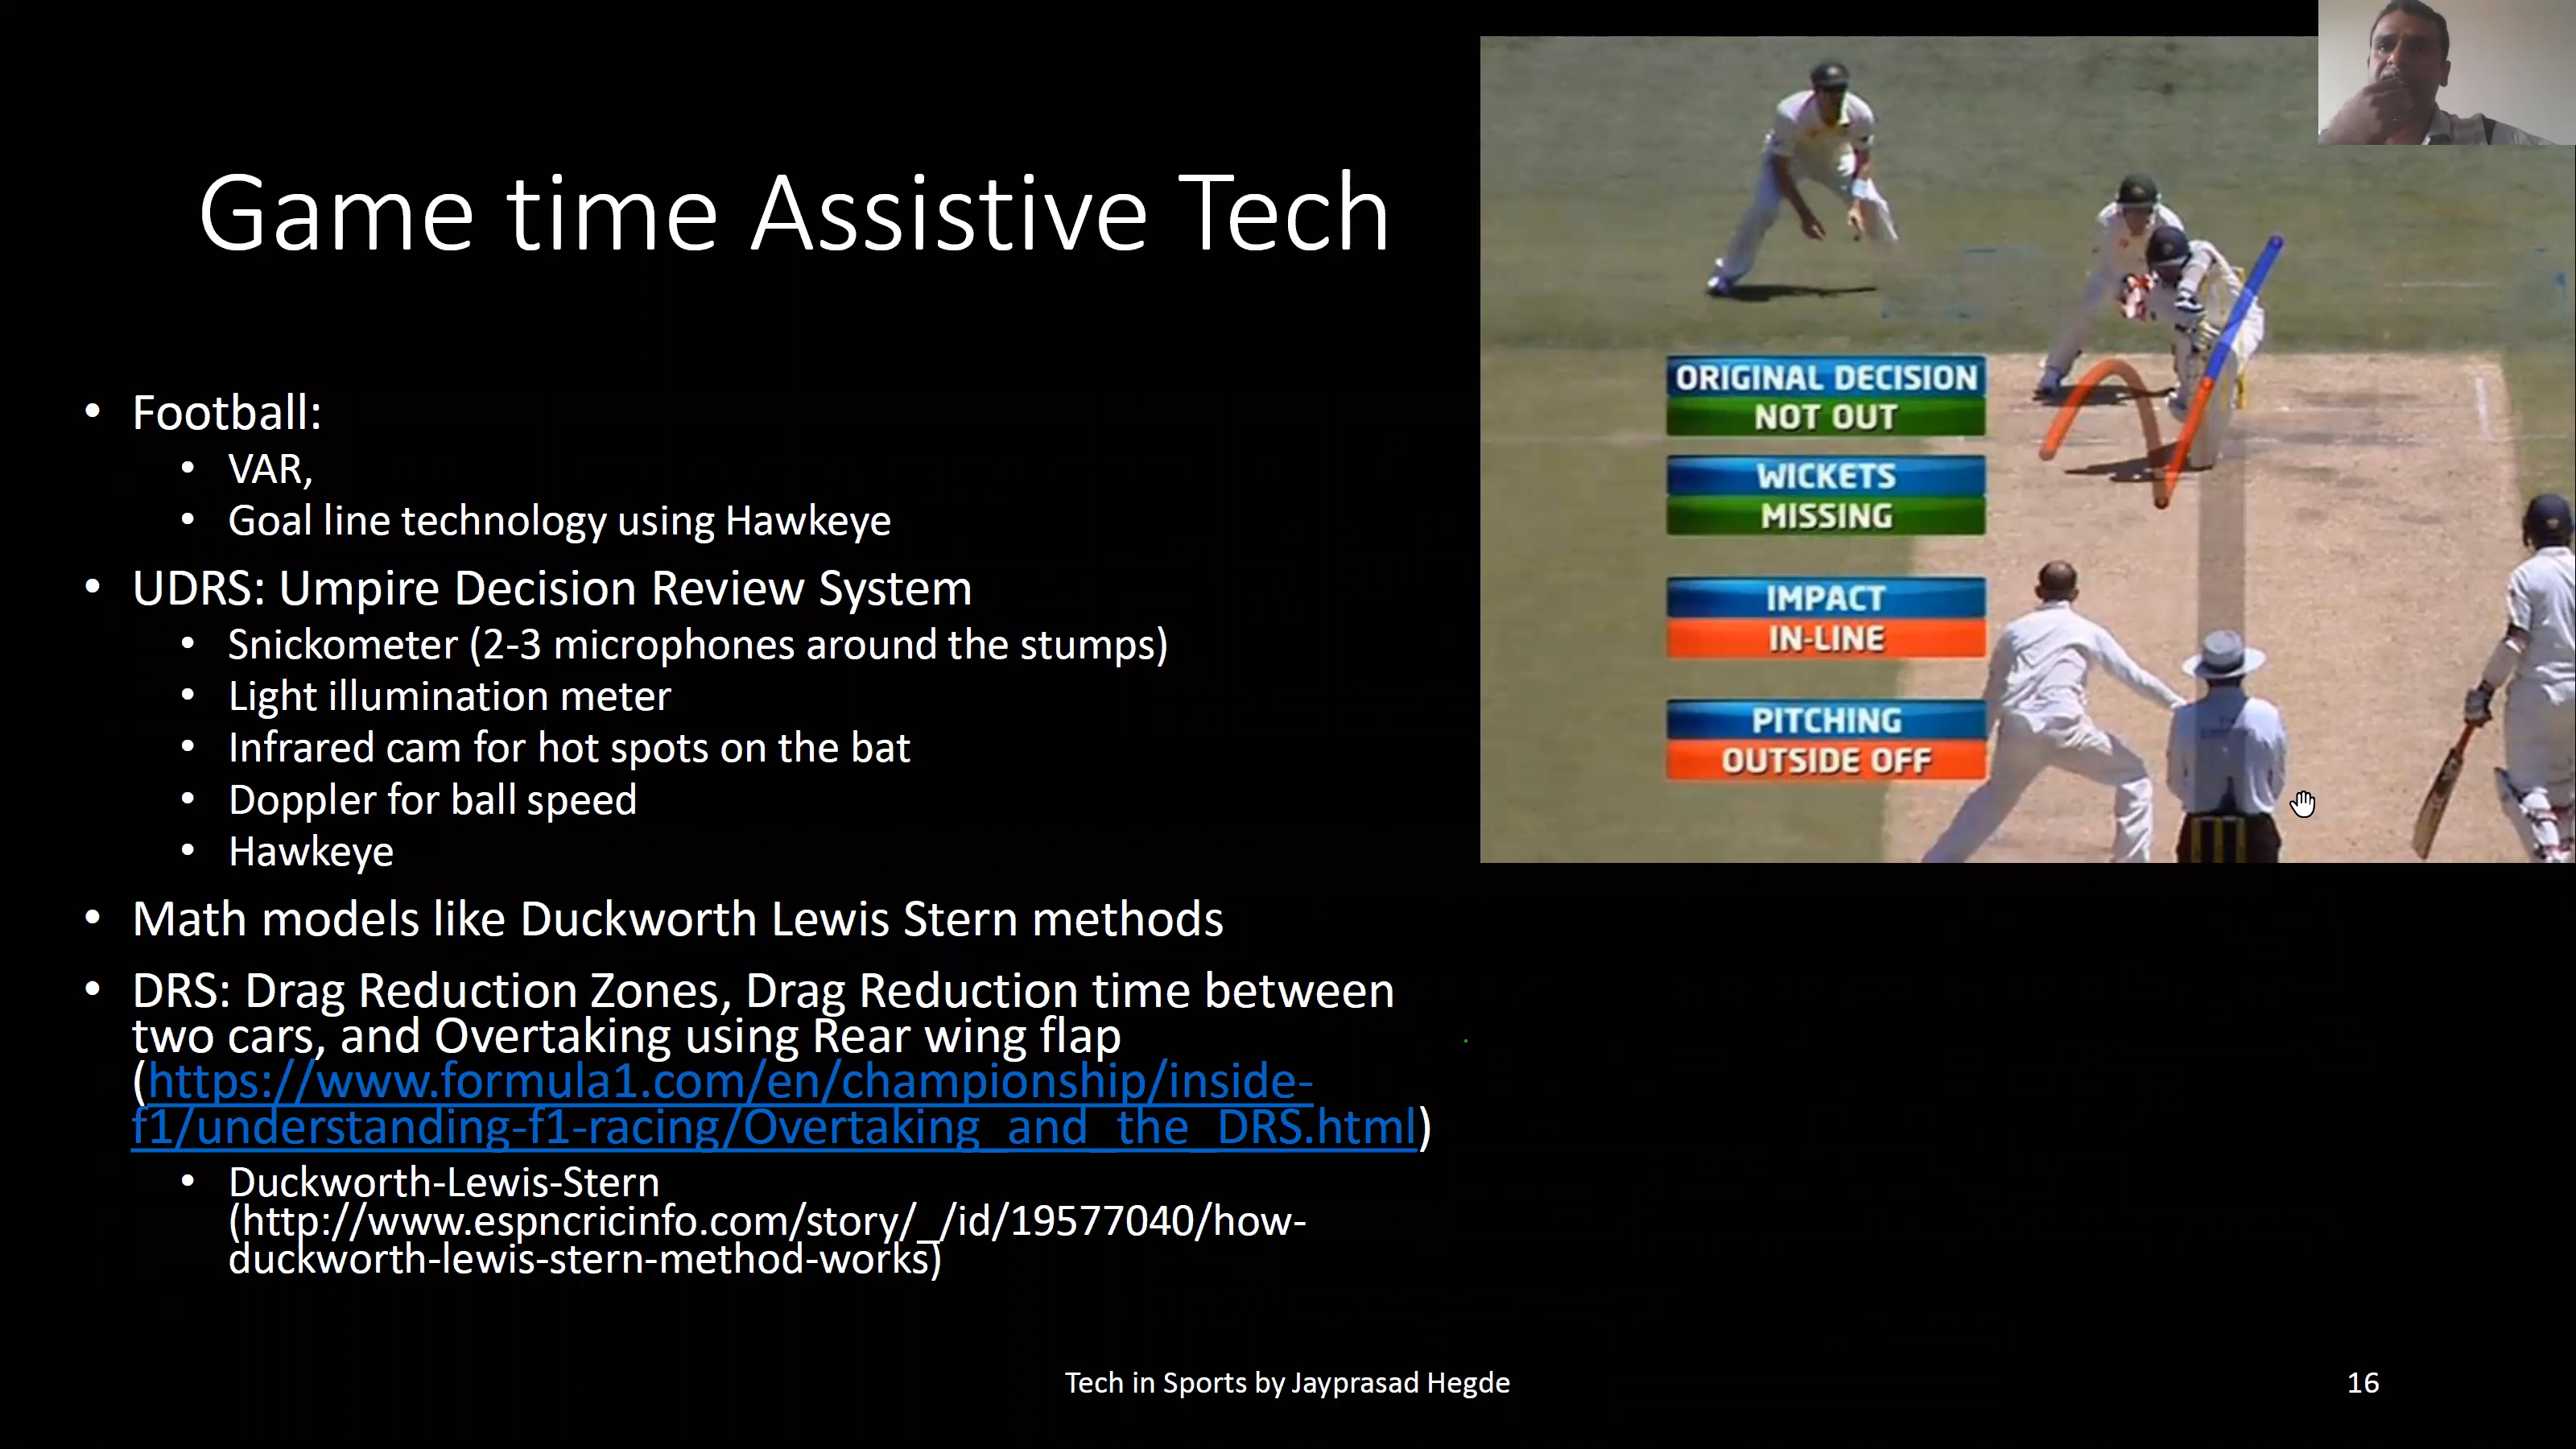 Game time Assistive Tech
• Football:
• VAR,
• Goal line technology using Hawkeye
• UDRS: Umpire Decision Review System
• Snickometer (2-3 microphones around the stumps)
• Light illumination meter
• Infrared cam for hot spots on the bat
• Doppler for ball speed
• Hawkeye
• Math models like Duckworth Lewis Stern methods
• DRS: Drag Reduction Zones, Drag Reduction time between
two cars, and Overtaking using Rear wing flap
(https://www.formula1.com/en/championship/inside-
f1/understanding-f1-racing/Overtaking_and_the_DRS.html)
• Duckworth-Lewis-Stern
(http://www.espncricinfo.com/story/_/id/19577040/how-
duckworth-lewis-stern-method-works)
ORIGINAL DECISION
NOT OUT
WICKETS
MISSING
IMPACT
IN-LINE
PITCHING
OUTSIDE OFF
Tech in Sports by Jayprasad Hegde
16